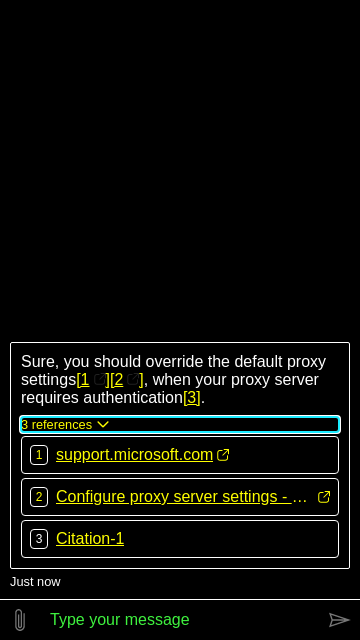 Sure, you should override the default proxy
settings[1][2], when your proxy server
requires authentication[3].
3 references
1 support.microsoft.com
2 Configure proxy server settings - ...
3 Citation-1
Just now
Type your message